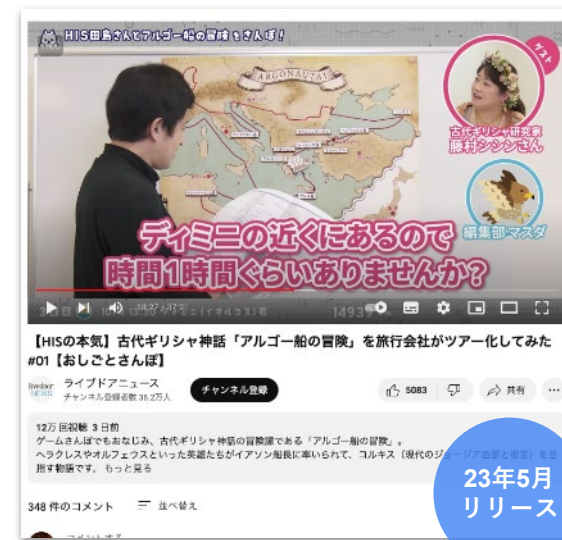 HIS田島さんとアルゴー船の冒険をさんぽ!
ARGONAUTAI
ゲスト
古代ギリシャ研究家
藤村シシンさん
編集部マスダ
ディミニの近くにあるので
時間1時間ぐらいありませんか?
【HISの本気】古代ギリシャ神話「アルゴー船の冒険」を旅行会社がツアー化してみた
#01【おしごとさんぽ】
livedoor NEWS
ライブドアニュース
チャンネル登録者数 35.2万人
チャンネル登録
5083
共有
12万 回視聴 3 日前
ゲームさんぽでもおなじみ、古代ギリシャ神話の冒険譚である「アルゴー船の冒険」。
ヘラクレスやオルフェウスといった英雄たちがイアソン船長に率いられて、コルキス（現代のジョージア西部と推定）を目
指す物語です。 もっと見る
348 件のコメント
並べ替え
23年5月
リリース